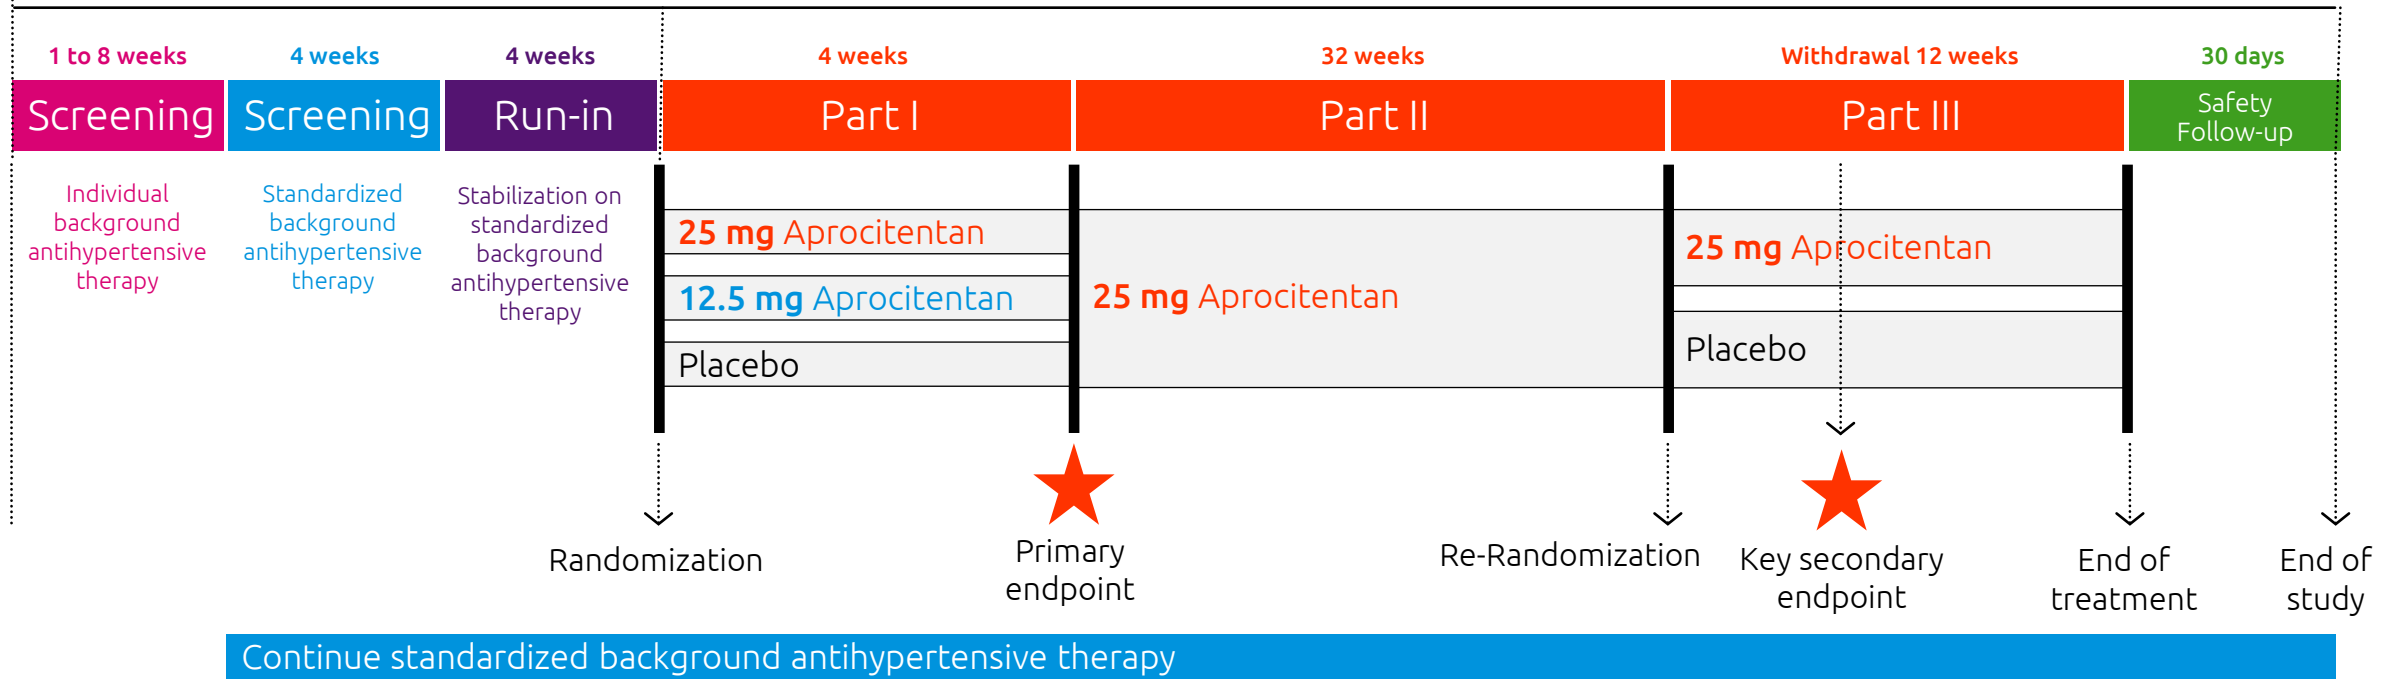 1 to 8 weeks
4 weeks
4 weeks
4 weeks
32 weeks
Withdrawal 12 weeks
30 days
Screening
Screening
Run-in
Part I
Part II
Part III
Safety
Follow-up
Individual
background
antihypertensive
therapy
Standardized
background
antihypertensive
therapy
Stabilization on
standardized
background
antihypertensive
therapy
25 mg Aprocitentan
12.5 mg Aprocitentan
Placebo
25 mg Aprocitentan
25 mg Aprocitentan
Placebo
Randomization
Primary
endpoint
Re-Randomization
Key secondary
endpoint
End of
treatment
End of
study
Continue standardized background antihypertensive therapy